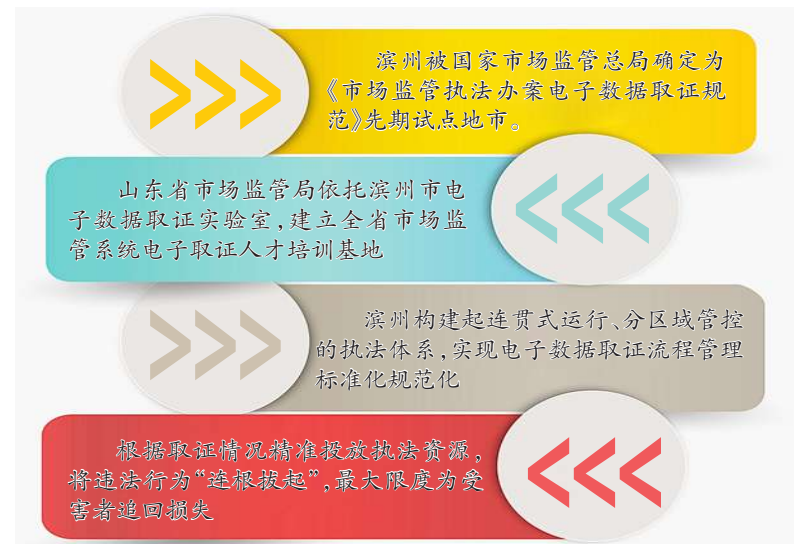 滨州被国家市场监管总局确定为
《市场监管执法办案电子数据取证规
范》先期试点地市。
山东省市场监管局依托滨州市电
子数据取证实验室,建立全省市场监
管系统电子取证人才培训基地
滨州构建起连贯式运行、分区域管控
的执法体系,实现电子数据取证流程管理
标准化规范化
根据取证情况精准投放执法资源,
将违法行为“连根拔起”,最大限度为受
害者追回损失